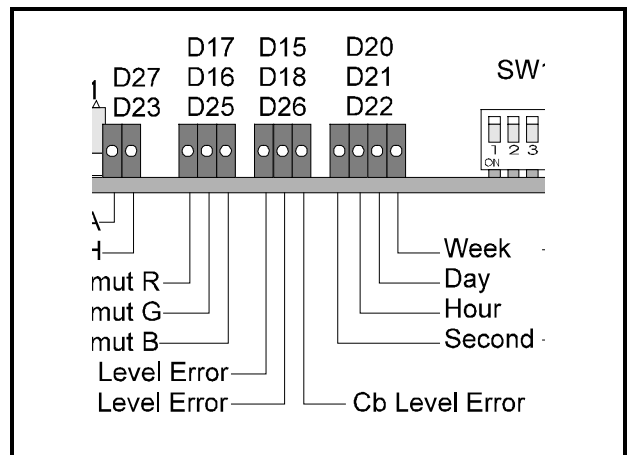 D17 D15 D20
D27 D16 D18 D21 SW1
D23 D25 D26 D22
1 2 3
ON
Week
Day
mut R
Hour
mut G
Second
mut B
Level Error
Level Error Cb Level Error